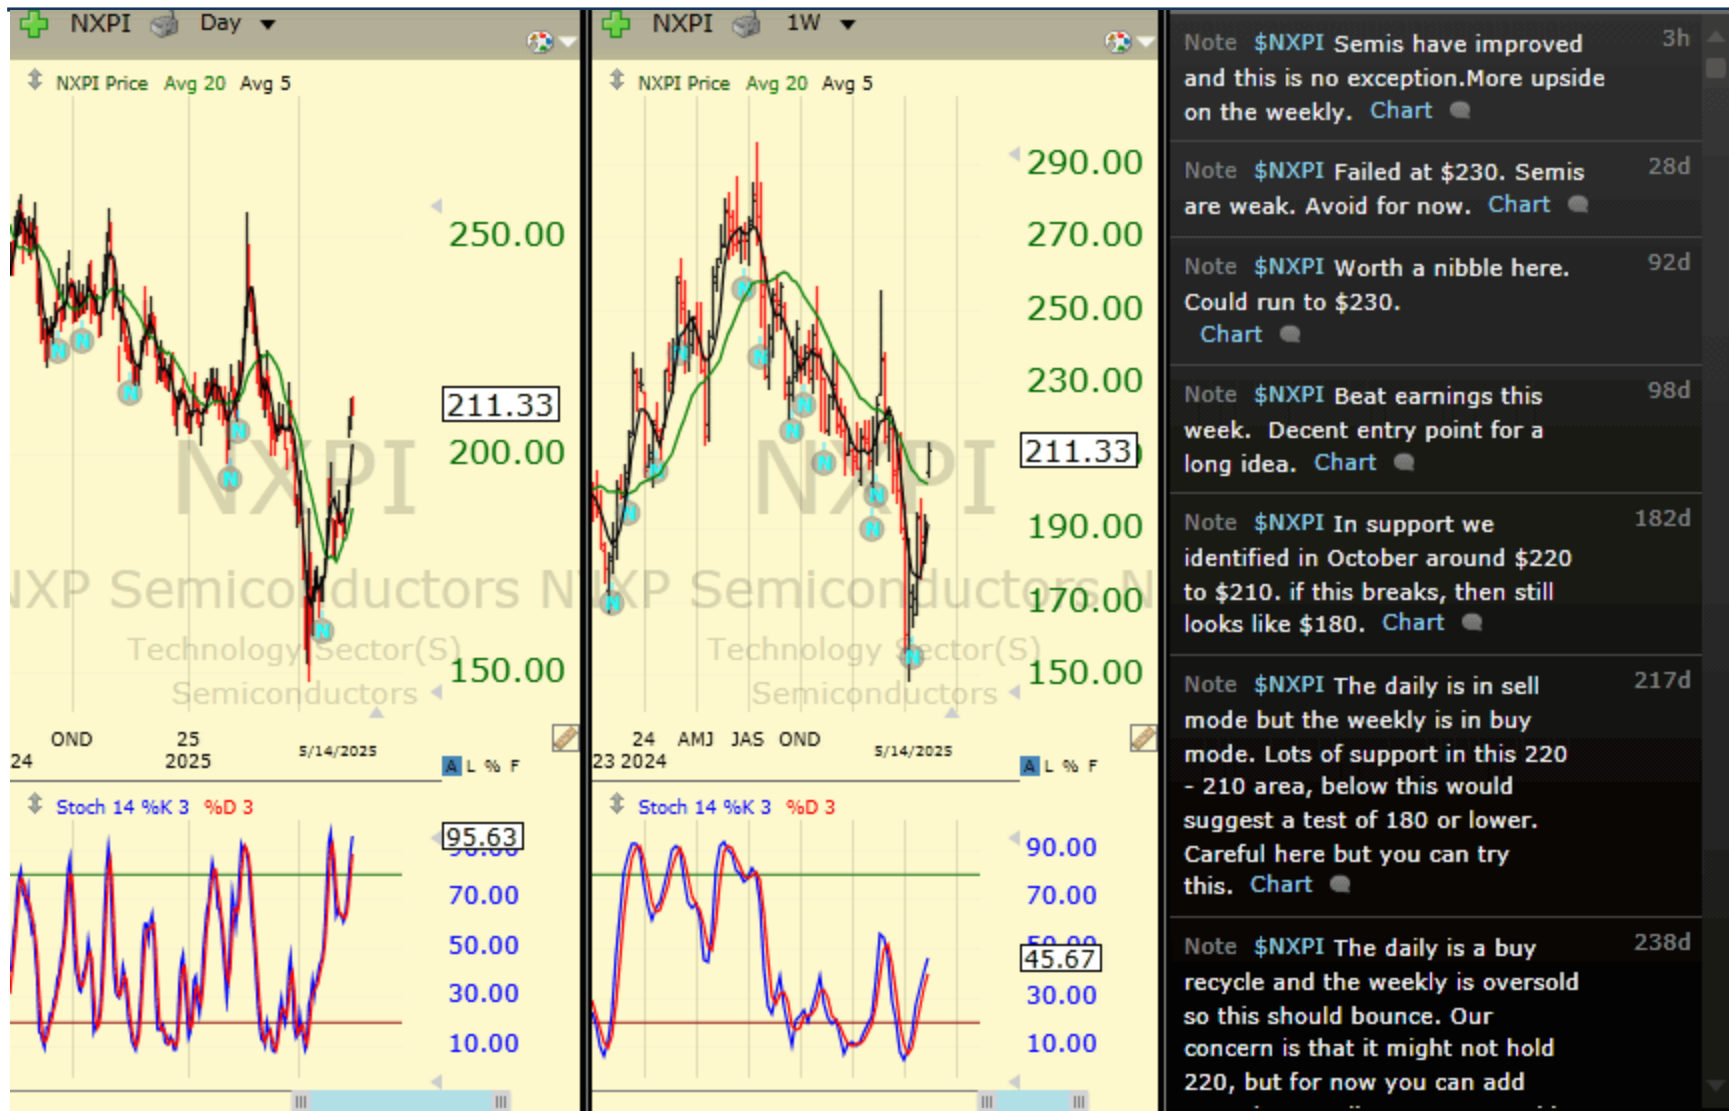 NXPI Day
NXPI Price Avg 20 Avg 5
250.00
211.33
200.00
150.00
NXPI
NXP Semiconductors N
Technology Sector(S)
Semiconductors
N
N
N
N
N
N
OND 25
24 2025 5/14/2025
A L % F
Stoch 14 %K 3 %D 3
95.63
90.00
70.00
50.00
30.00
10.00
NXPI 1W
NXPI Price Avg 20 Avg 5
290.00
270.00
250.00
230.00
211.33
190.00
170.00
150.00
NXPI
NXP Semiconductors N
Technology Sector(S)
Semiconductors
N
N
N
N
N
N
N
N
N
N
N
N
24 AMJ JAS OND
23 2024 5/14/2025
A L % F
Stoch 14 %K 3 %D 3
90.00
70.00
50.00
45.67
30.00
10.00
Note $NXPI Semis have improved 3h
and this is no exception.More upside
on the weekly. Chart
Note $NXPI Failed at $230. Semis 28d
are weak. Avoid for now. Chart
Note $NXPI Worth a nibble here. 92d
Could run to $230.
Chart
Note $NXPI Beat earnings this 98d
week. Decent entry point for a
long idea. Chart
Note $NXPI In support we 182d
identified in October around $220
to $210. if this breaks, then still
looks like $180. Chart
Note $NXPI The daily is in sell 217d
mode but the weekly is in buy
mode. Lots of support in this 220
- 210 area, below this would
suggest a test of 180 or lower.
Careful here but you can try
this. Chart
Note $NXPI The daily is a buy 238d
recycle and the weekly is oversold
so this should bounce. Our
concern is that it might not hold
220, but for now you can add